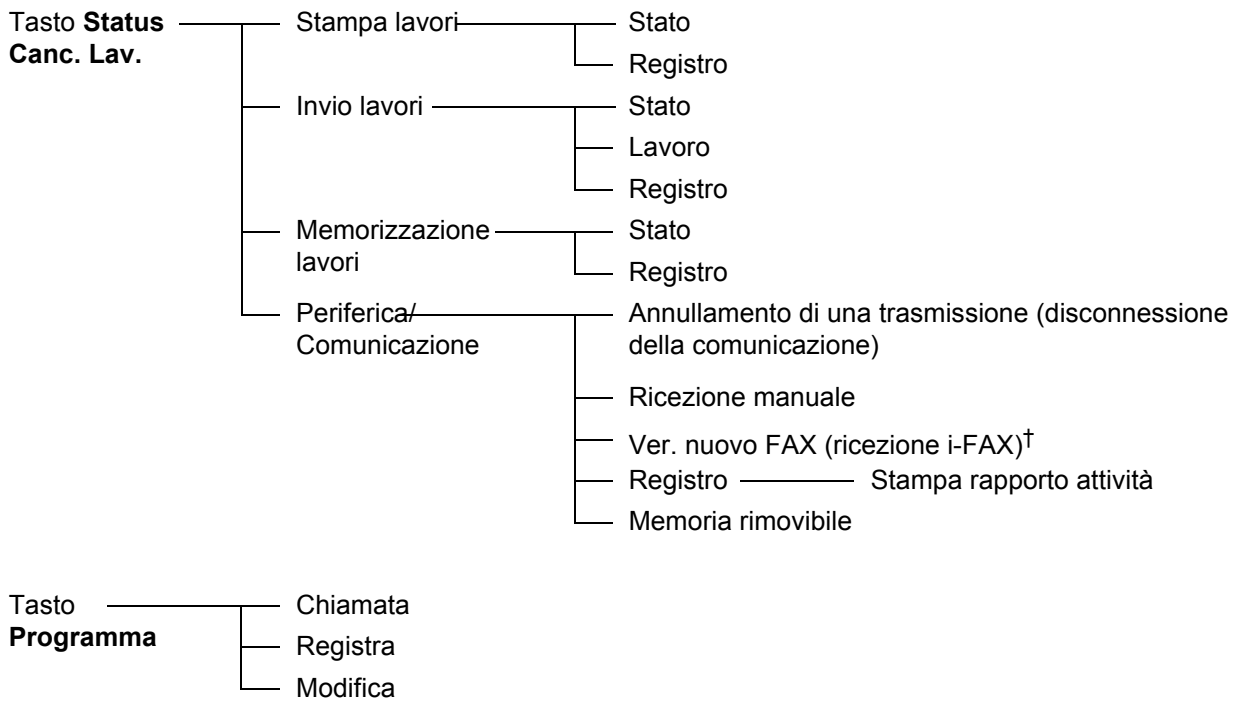 Tasto Status Stampa lavori Stato
Canc. Lav.
Registro
Invio lavori Stato
Lavoro
Registro
Memorizzazione Stato
lavori
Registro
Periferica/ Annullamento di una trasmissione (disconnessione
Comunicazione della comunicazione)
Ricezione manuale
Ver. nuovo FAX (ricezione i-FAX)†
Registro Stampa rapporto attività
Memoria rimovibile
Tasto Chiamata
Programma Registra
Modifica